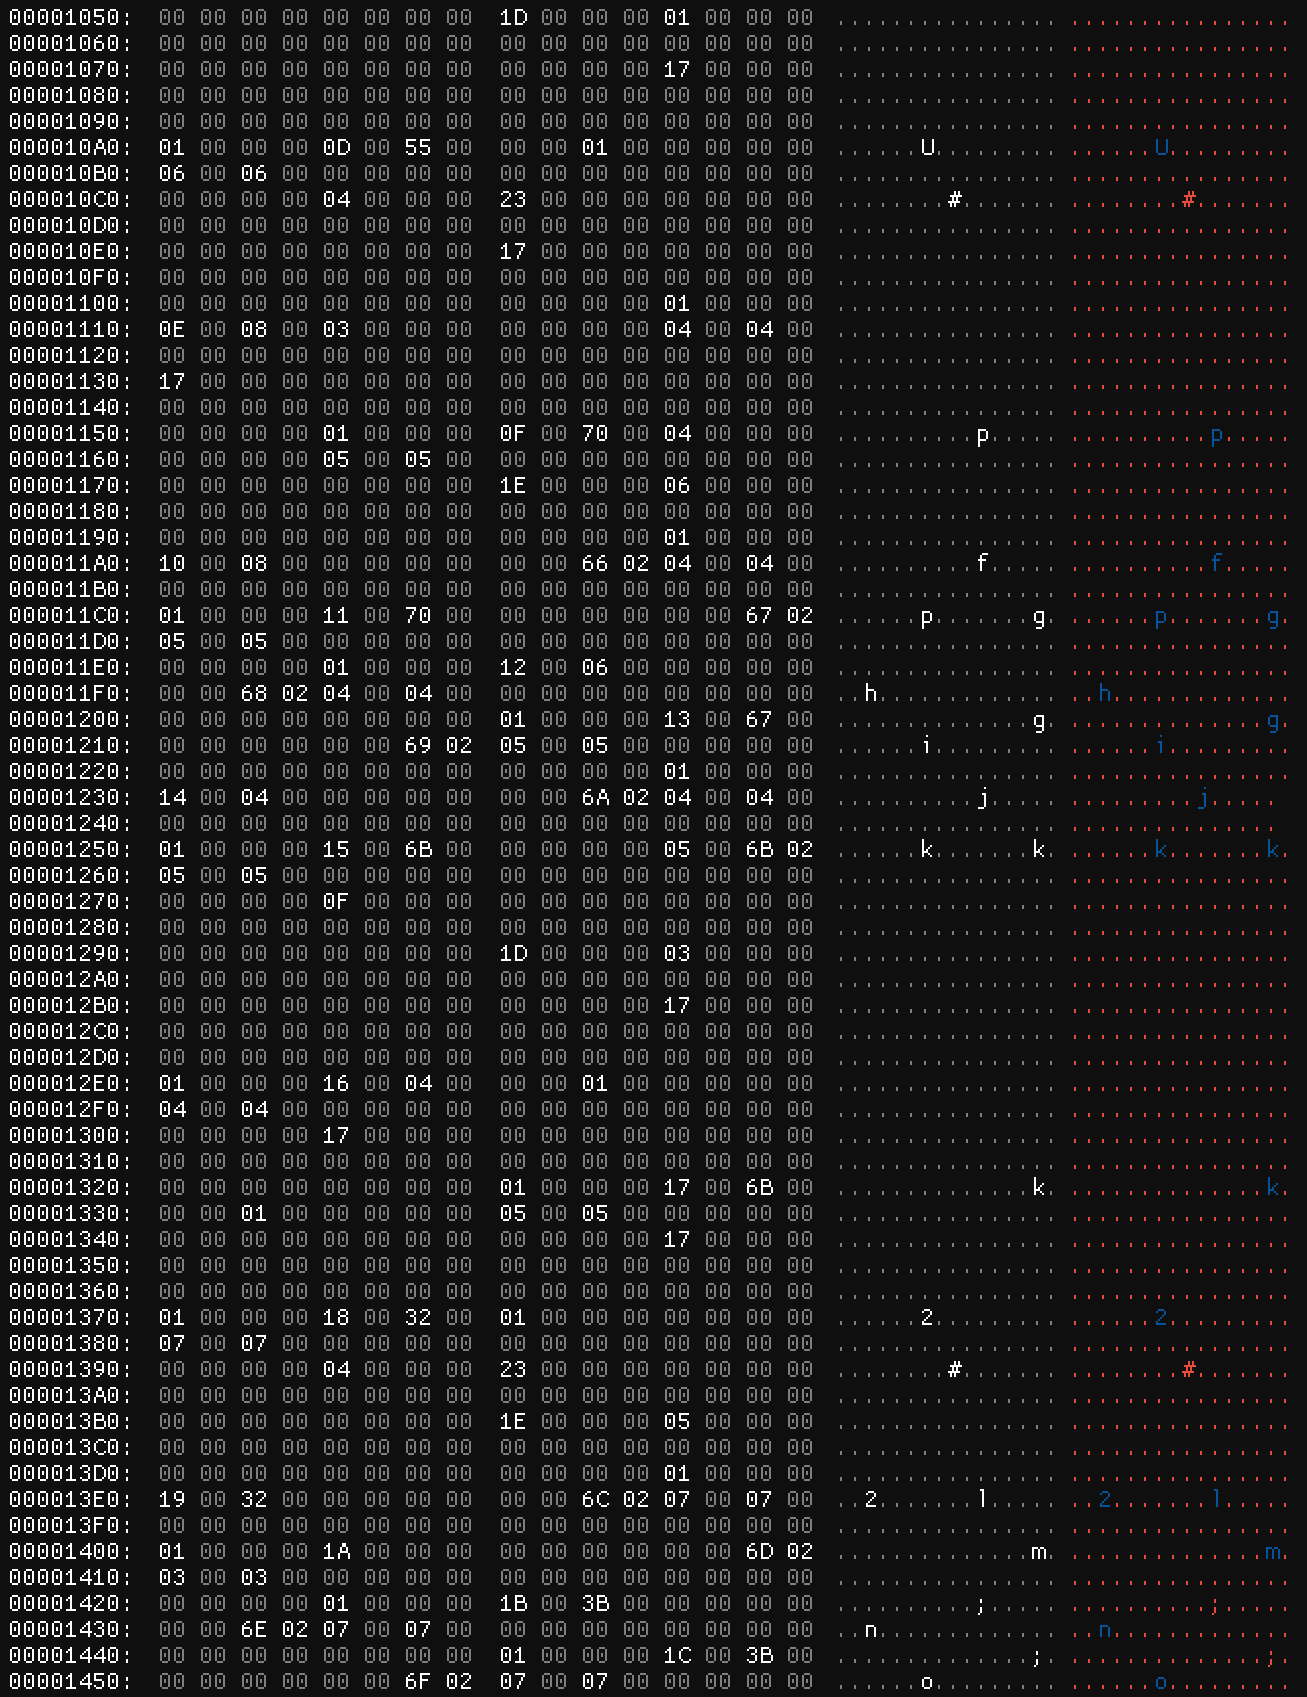 00001050: 00 00 00 00 00 00 00 00 1D 00 00 00 01 00 00 00 ................ ................
00001060: 00 00 00 00 00 00 00 00 00 00 00 00 00 00 00 00 ................ ................
00001070: 00 00 00 00 00 00 00 00 00 00 00 00 17 00 00 00 ................ ................
00001080: 00 00 00 00 00 00 00 00 00 00 00 00 00 00 00 00 ................ ................
00001090: 00 00 00 00 00 00 00 00 00 00 00 00 00 00 00 00 ................ ................
000010A0: 01 00 00 00 0D 00 55 00 00 00 01 00 00 00 00 00 ......U......... ......U.........
000010B0: 06 00 06 00 00 00 00 00 00 00 00 00 00 00 00 00 ................ ................
000010C0: 00 00 00 00 04 00 00 00 23 00 00 00 00 00 00 00 ........#....... ........#.......
000010D0: 00 00 00 00 00 00 00 00 00 00 00 00 00 00 00 00 ................ ................
000010E0: 00 00 00 00 00 00 00 00 17 00 00 00 00 00 00 00 ................ ................
000010F0: 00 00 00 00 00 00 00 00 00 00 00 00 00 00 00 00 ................ ................
00001100: 00 00 00 00 00 00 00 00 00 00 00 00 01 00 00 00 ................ ................
00001110: 0E 00 08 00 03 00 00 00 00 00 00 00 04 00 04 00 ................ ................
00001120: 00 00 00 00 00 00 00 00 00 00 00 00 00 00 00 00 ................ ................
00001130: 17 00 00 00 00 00 00 00 00 00 00 00 00 00 00 00 ................ ................
00001140: 00 00 00 00 00 00 00 00 00 00 00 00 00 00 00 00 ................ ................
00001150: 00 00 00 00 01 00 00 00 0F 00 70 00 04 00 00 00 ..........p..... ..........p.....
00001160: 00 00 00 00 05 00 05 00 00 00 00 00 00 00 00 00 ................ ................
00001170: 00 00 00 00 00 00 00 00 1E 00 00 00 06 00 00 00 ................ ................
00001180: 00 00 00 00 00 00 00 00 00 00 00 00 00 00 00 00 ................ ................
00001190: 00 00 00 00 00 00 00 00 00 00 00 00 01 00 00 00 ................ ................
000011A0: 10 00 08 00 00 00 00 00 00 00 66 02 04 00 04 00 ..........f..... ..........f.....
000011B0: 00 00 00 00 00 00 00 00 00 00 00 00 00 00 00 00 ................ ................
000011C0: 01 00 00 00 11 00 70 00 00 00 00 00 00 00 67 02 ......p.......g. ......p.......g.
000011D0: 05 00 05 00 00 00 00 00 00 00 00 00 00 00 00 00 ................ ................
000011E0: 00 00 00 00 01 00 00 00 12 00 06 00 00 00 00 00 ................ ................
000011F0: 00 00 68 02 04 00 04 00 00 00 00 00 00 00 00 00 ..h............. ..h.............
00001200: 00 00 00 00 00 00 00 00 01 00 00 00 13 00 67 00 ..............g. ..............g.
00001210: 00 00 00 00 00 00 69 02 05 00 05 00 00 00 00 00 ......i......... ......i.........
00001220: 00 00 00 00 00 00 00 00 00 00 00 00 01 00 00 00 ................ ................
00001230: 14 00 04 00 00 00 00 00 00 00 6A 02 04 00 04 00 ..........j..... .........j.....
00001240: 00 00 00 00 00 00 00 00 00 00 00 00 00 00 00 00 ................ ...............
00001250: 01 00 00 00 15 00 6B 00 00 00 00 00 05 00 6B 02 ......k.......k. ......k.......k.
00001260: 05 00 05 00 00 00 00 00 00 00 00 00 00 00 00 00 ................ ................
00001270: 00 00 00 00 0F 00 00 00 00 00 00 00 00 00 00 00 ................ ................
00001280: 00 00 00 00 00 00 00 00 00 00 00 00 00 00 00 00 ................ ................
00001290: 00 00 00 00 00 00 00 00 1D 00 00 00 03 00 00 00 ................ ................
000012A0: 00 00 00 00 00 00 00 00 00 00 00 00 00 00 00 00 ................ ................
000012B0: 00 00 00 00 00 00 00 00 00 00 00 00 17 00 00 00 ................ ................
000012C0: 00 00 00 00 00 00 00 00 00 00 00 00 00 00 00 00 ................ ................
000012D0: 00 00 00 00 00 00 00 00 00 00 00 00 00 00 00 00 ................ ................
000012E0: 01 00 00 00 16 00 04 00 00 00 01 00 00 00 00 00 ................ ................
000012F0: 04 00 04 00 00 00 00 00 00 00 00 00 00 00 00 00 ................ ................
00001300: 00 00 00 00 17 00 00 00 00 00 00 00 00 00 00 00 ................ ................
00001310: 00 00 00 00 00 00 00 00 00 00 00 00 00 00 00 00 ................ ................
00001320: 00 00 00 00 00 00 00 00 01 00 00 00 17 00 6B 00 ..............k. ..............k.
00001330: 00 00 01 00 00 00 00 00 05 00 05 00 00 00 00 00 ................ ................
00001340: 00 00 00 00 00 00 00 00 00 00 00 00 17 00 00 00 ................ ................
00001350: 00 00 00 00 00 00 00 00 00 00 00 00 00 00 00 00 ................ ................
00001360: 00 00 00 00 00 00 00 00 00 00 00 00 00 00 00 00 ................ ................
00001370: 01 00 00 00 18 00 32 00 01 00 00 00 00 00 00 00 ......2......... ......2.........
00001380: 07 00 07 00 00 00 00 00 00 00 00 00 00 00 00 00 ................ ................
00001390: 00 00 00 00 04 00 00 00 23 00 00 00 00 00 00 00 ........#....... ........#.......
000013A0: 00 00 00 00 00 00 00 00 00 00 00 00 00 00 00 00 ................ ................
000013B0: 00 00 00 00 00 00 00 00 1E 00 00 00 05 00 00 00 ................ ................
000013C0: 00 00 00 00 00 00 00 00 00 00 00 00 00 00 00 00 ................ ................
000013D0: 00 00 00 00 00 00 00 00 00 00 00 00 01 00 00 00 ................ ................
000013E0: 19 00 32 00 00 00 00 00 00 00 6C 02 07 00 07 00 ..2.......l..... ..2.......l.....
000013F0: 00 00 00 00 00 00 00 00 00 00 00 00 00 00 00 00 ................ ................
00001400: 01 00 00 00 1A 00 00 00 00 00 00 00 00 00 6D 02 ..............m. ..............m.
00001410: 03 00 03 00 00 00 00 00 00 00 00 00 00 00 00 00 ................ ................
00001420: 00 00 00 00 01 00 00 00 1B 00 3B 00 00 00 00 00 ..........;..... ..........;.....
00001430: 00 00 6E 02 07 00 07 00 00 00 00 00 00 00 00 00 ..n............. ..n.............
00001440: 00 00 00 00 00 00 00 00 01 00 00 00 1C 00 3B 00 ..............;. ..............;.
00001450: 00 00 00 00 00 00 6F 02 07 00 07 00 00 00 00 00 ......o......... ......o.........